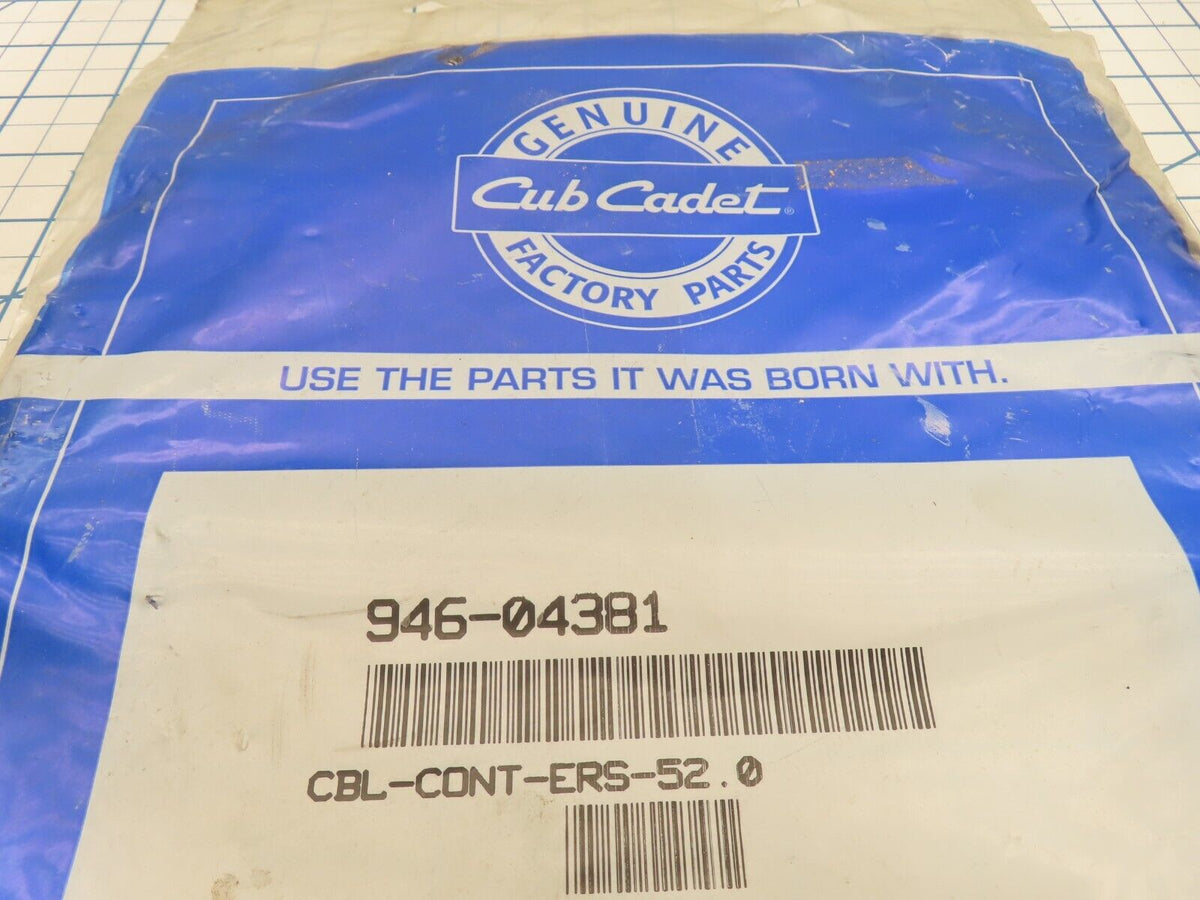 GENUINE
Cub Cadet®
FACTORY PARTS
USE THE PARTS IT WAS BORN WITH.
946-04381
CBL-CONT-ERS-52.0